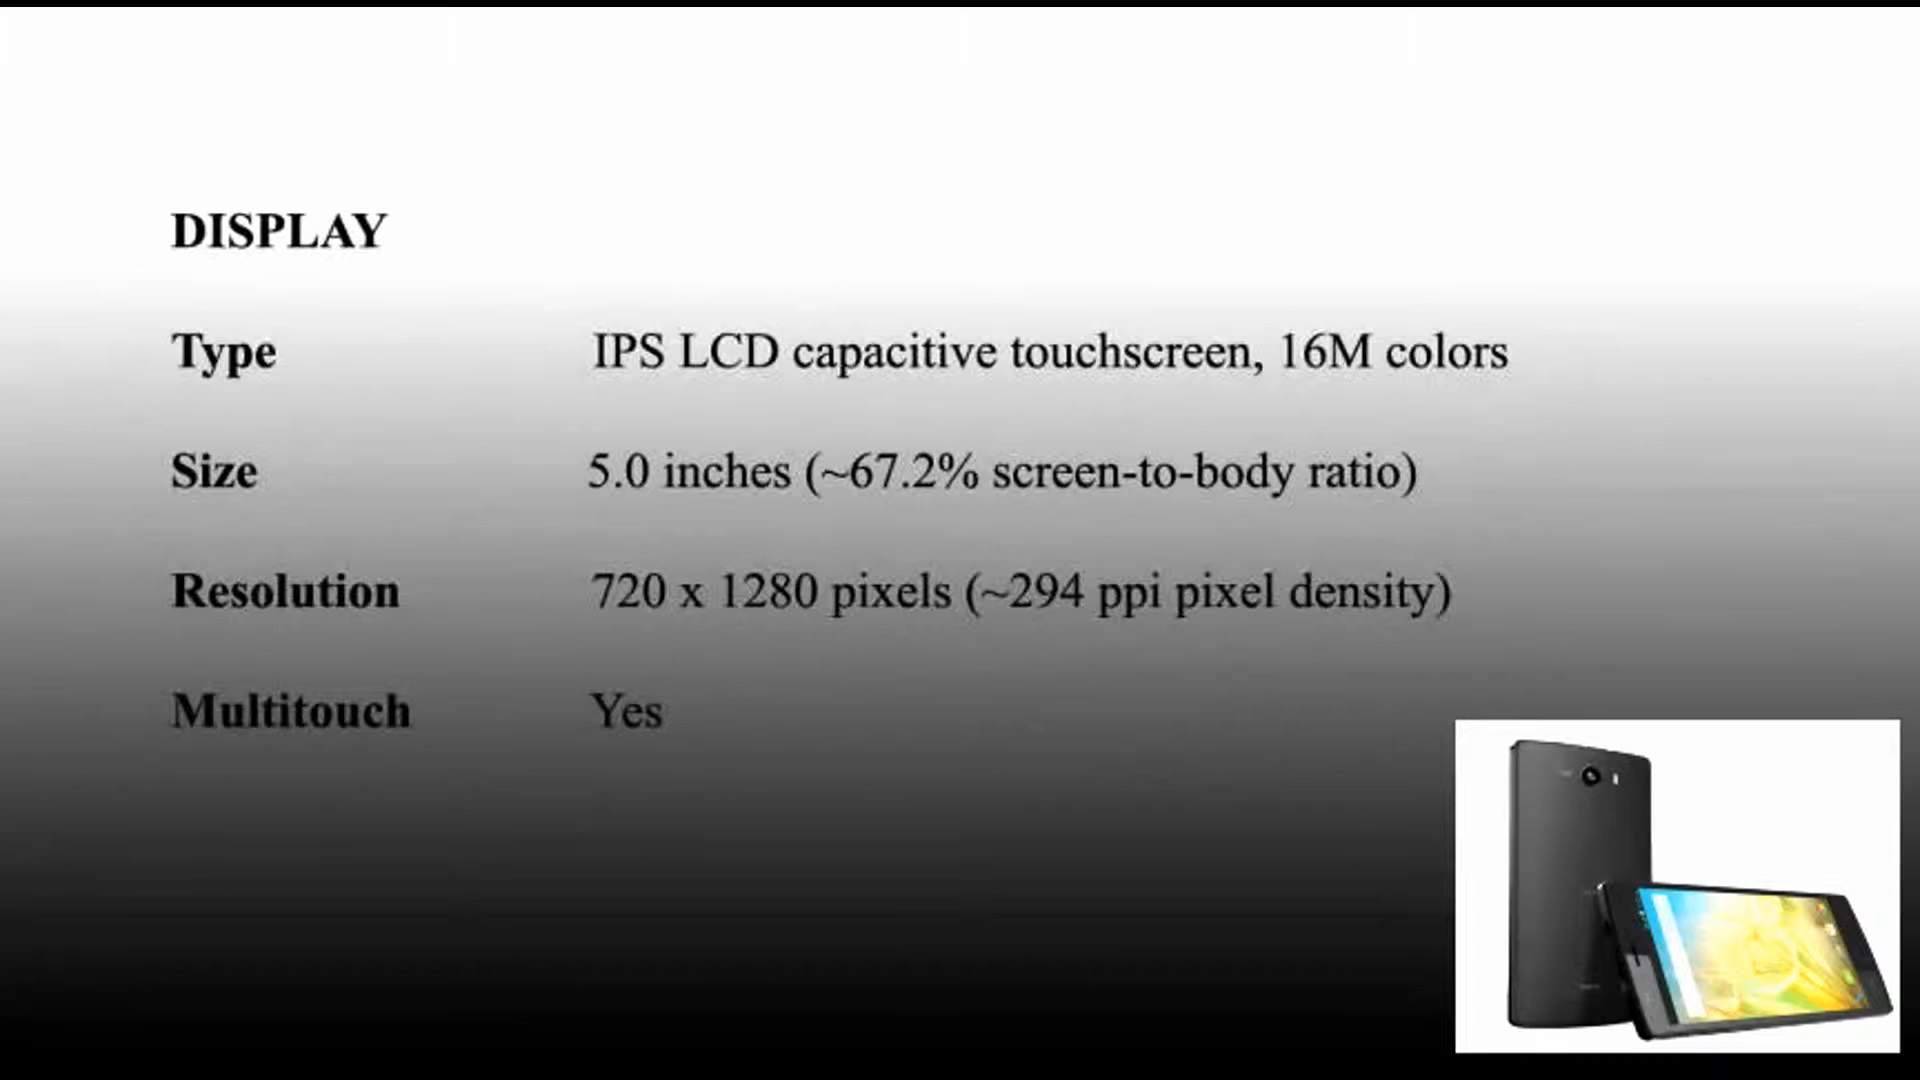 DISPLAY
Type IPS LCD capacitive touchscreen, 16M colors
Size 5.0 inches (~67.2% screen-to-body ratio)
Resolution 720 x 1280 pixels (~294 ppi pixel density)
Multitouch Yes